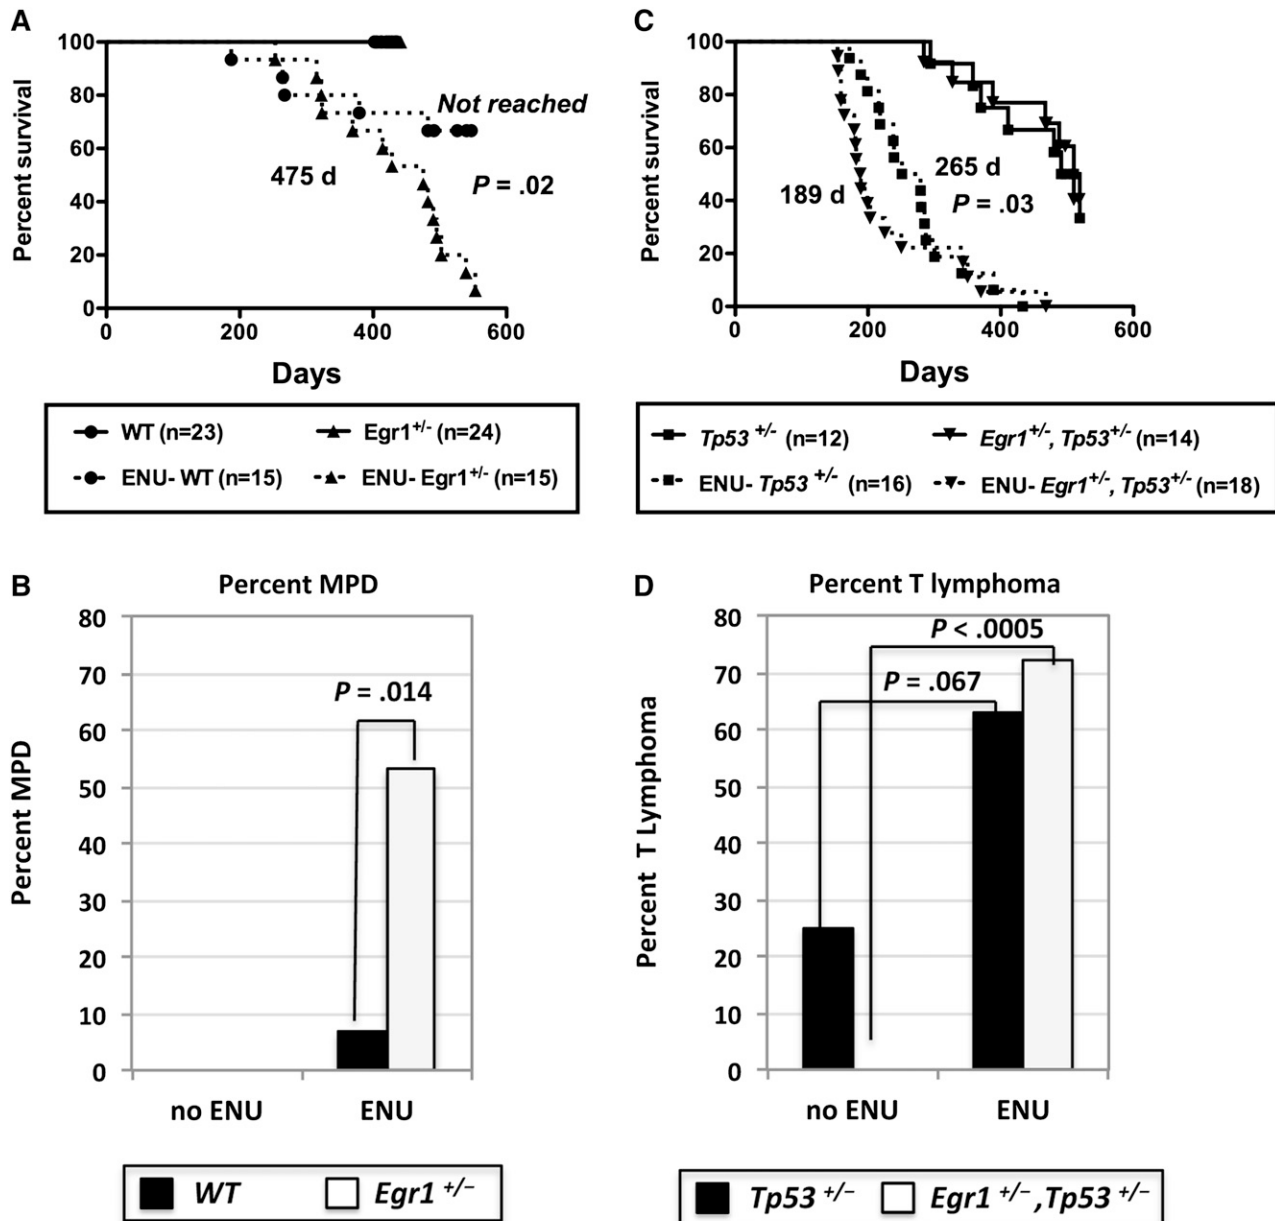 A
100
80
60
40
20
0
0 200 400 600
Percent survival
Days
Not reached
475 d
P = .02
WT (n=23) Egr1+/- (n=24)
ENU- WT (n=15) ENU- Egr1+/- (n=15)
C
100
80
60
40
20
0
0 200 400 600
Percent survival
Days
265 d
189 d
P = .03
Tp53 +/- (n=12) Egr1+/-, Tp53+/- (n=14)
ENU- Tp53 +/- (n=16) ENU- Egr1+/-, Tp53+/- (n=18)
B
Percent MPD
80
70
60
50
40
30
20
10
0
Percent MPD
P = .014
no ENU ENU
WT Egr1 +/−
D
Percent T lymphoma
80
70
60
50
40
30
20
10
0
Percent T Lymphoma
P < .0005
P = .067
no ENU ENU
Tp53 +/− Egr1 +/−,Tp53 +/−